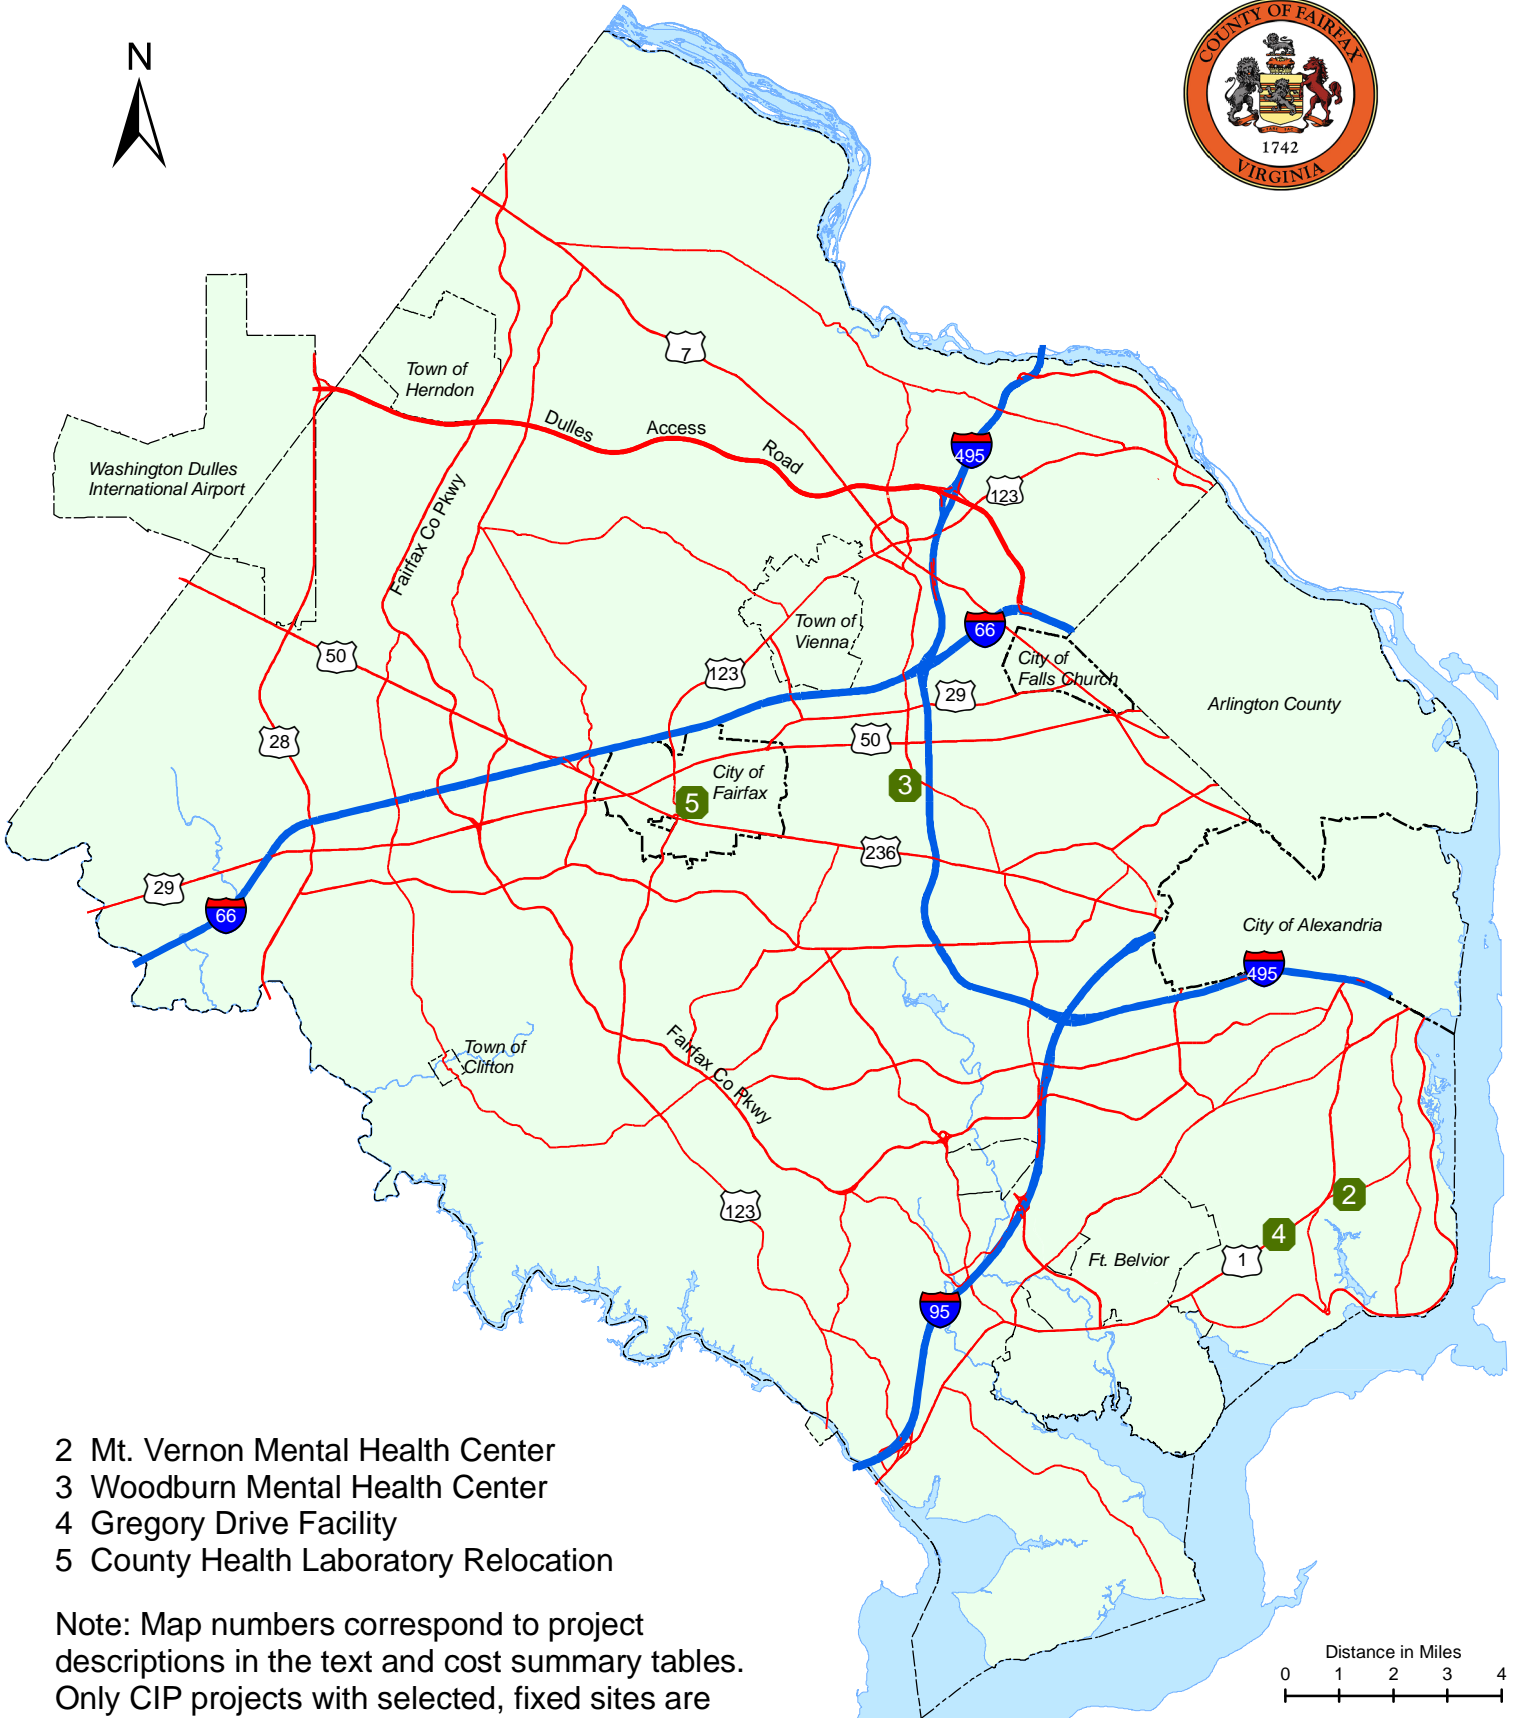 N
COUNTY OF FAIRFAX
1742
VIRGINIA
7
Town of
Herndon
Dulles
Access
Road
495
123
Washington Dulles
International Airport
Fairfax Co Pkwy
Town of
Vienna
66
50
123
City of
Falls Church
29
Arlington County
28
50
City of
Fairfax
3
5
236
29
66
City of Alexandria
495
Town of
Clifton
Fairfax Co Pkwy
123
2
4
1
Ft. Belvior
95
2 Mt. Vernon Mental Health Center
3 Woodburn Mental Health Center
4 Gregory Drive Facility
5 County Health Laboratory Relocation
Note: Map numbers correspond to project
descriptions in the text and cost summary tables.
Only CIP projects with selected, fixed sites are
Distance in Miles
0 1 2 3 4